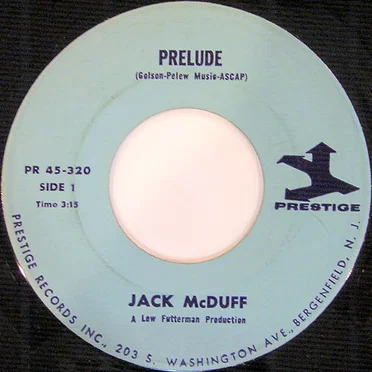 PRELUDE
(Golson-Pelew Music-ASCAP)
PR 45-320
SIDE 1
Time 3:15
PRESTIGE
JACK McDUFF
A Lew Futterman Production
PRESTIGE RECORDS INC., 203 S. WASHINGTON AVE., BERGENFIELD, N. J.